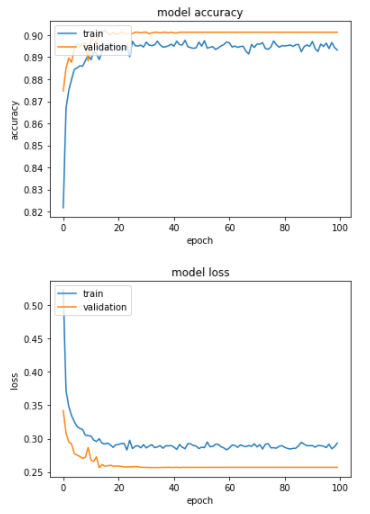 model accuracy
0.90
0.89
0.88
0.87
0.86
0.85
0.84
0.83
0.82
accuracy
train
validation
0 20 40 60 80 100
epoch
model loss
0.50
0.45
0.40
0.35
0.30
0.25
loss
train
validation
0 20 40 60 80 100
epoch